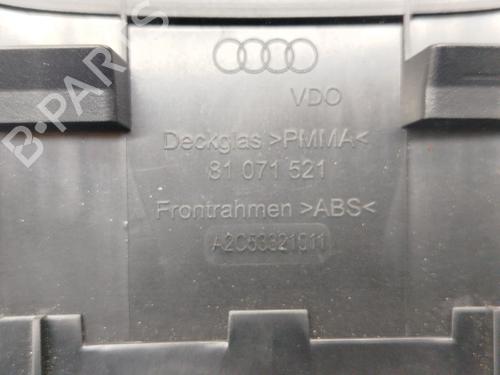 VDO
Deckglas >PMMA<
81 071 521
Frontrahmen >ABS<
A2C53321911
B-PARTS